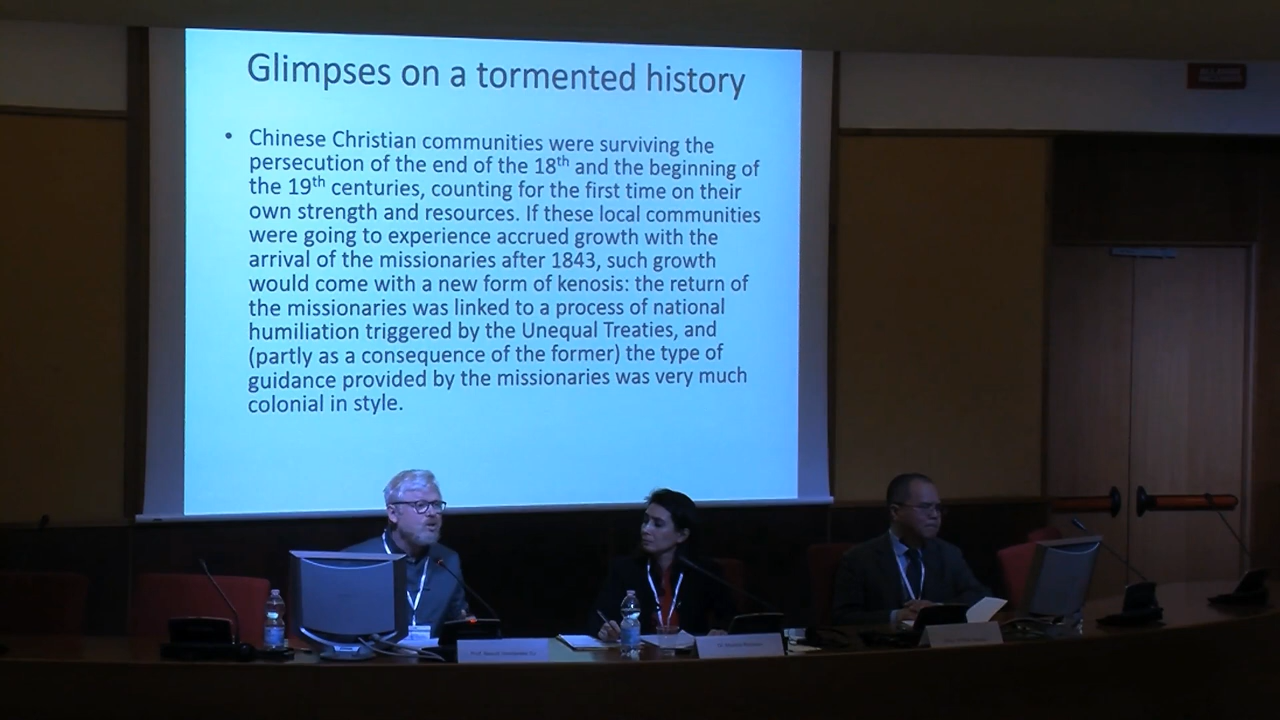 Glimpses on a tormented history
• Chinese Christian communities were surviving the
persecution of the end of the 18th and the beginning of
the 19th centuries, counting for the first time on their
own strength and resources. If these local communities
were going to experience accrued growth with the
arrival of the missionaries after 1843, such growth
would come with a new form of kenosis: the return of
the missionaries was linked to a process of national
humiliation triggered by the Unequal Treaties, and
(partly as a consequence of the former) the type of
guidance provided by the missionaries was very much
colonial in style.